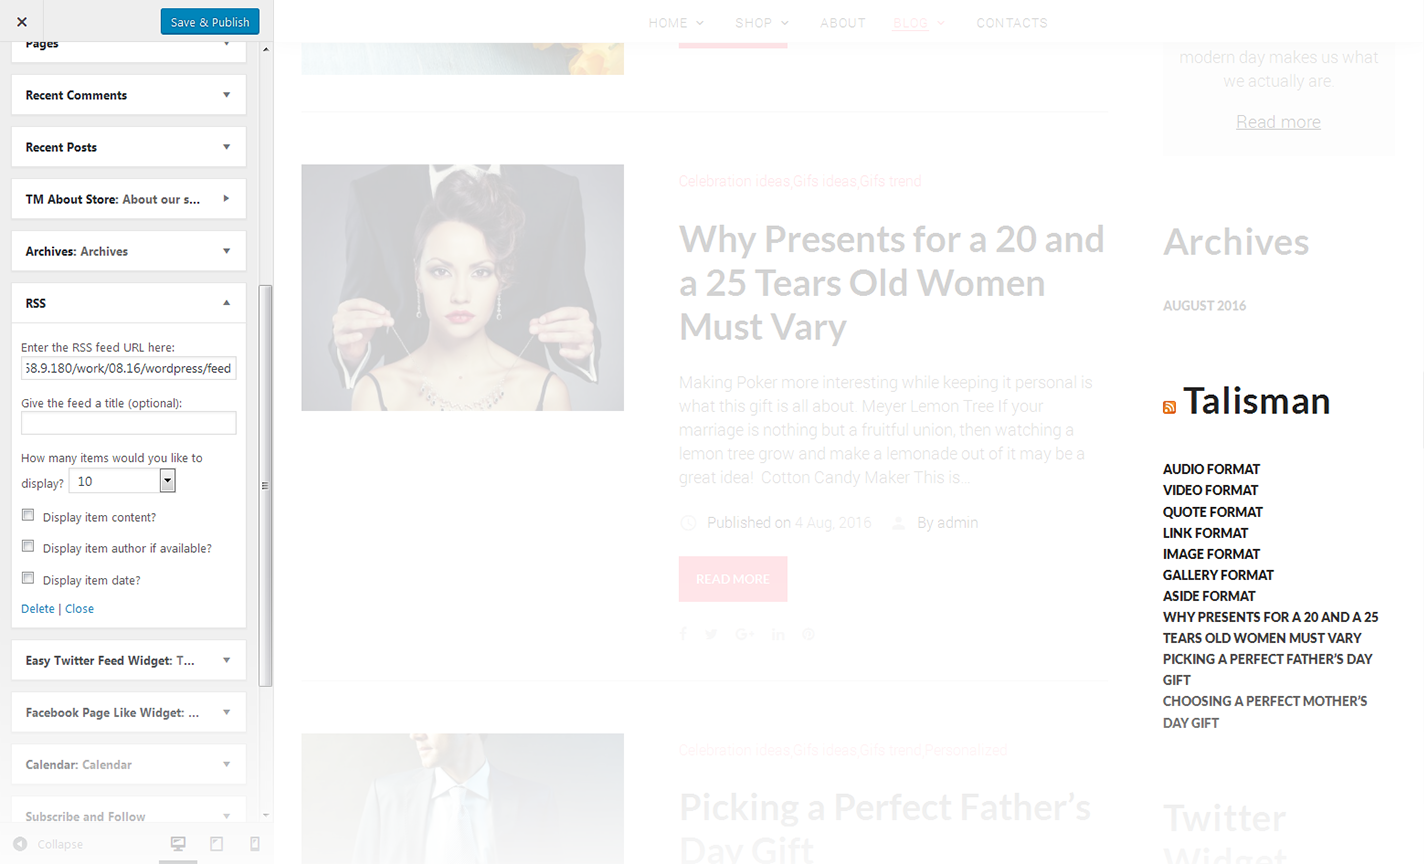 Save & Publish
Pages
Recent Comments
Recent Posts
TM About Store: About our s...
Archives: Archives
RSS
Enter the RSS feed URL here:
58.9.180/work/08.16/wordpress/feed
Give the feed a title (optional):
How many items would you like to
display? 10
Display item content?
Display item author if available?
Display item date?
Delete | Close
Easy Twitter Feed Widget: T...
Facebook Page Like Widget: ...
Calendar: Calendar
Subscribe and Follow
Collapse
HOME SHOP ABOUT BLOG CONTACTS
Celebration ideas,Gifs ideas,Gifs trend
Why Presents for a 20 and
a 25 Tears Old Women
Must Vary
Making Poker more interesting while keeping it personal is
what this gift is all about. Meyer Lemon Tree If your
marriage is nothing but a fruitful union, then watching a
lemon tree grow and make a lemonade out of it may be a
great idea!  Cotton Candy Maker This is...
Published on 4 Aug, 2016 By admin
READ MORE
Celebration ideas,Gifs ideas,Gifs trend,Personalized
Picking a Perfect Father's
Day Gift
modern day makes us what
we actually are
Read more
Archives
AUGUST 2016
Talisman
AUDIO FORMAT
VIDEO FORMAT
QUOTE FORMAT
LINK FORMAT
IMAGE FORMAT
GALLERY FORMAT
ASIDE FORMAT
WHY PRESENTS FOR A 20 AND A 25
TEARS OLD WOMEN MUST VARY
PICKING A PERFECT FATHER'S DAY
GIFT
CHOOSING A PERFECT MOTHER'S
DAY GIFT
Twitter
Widget